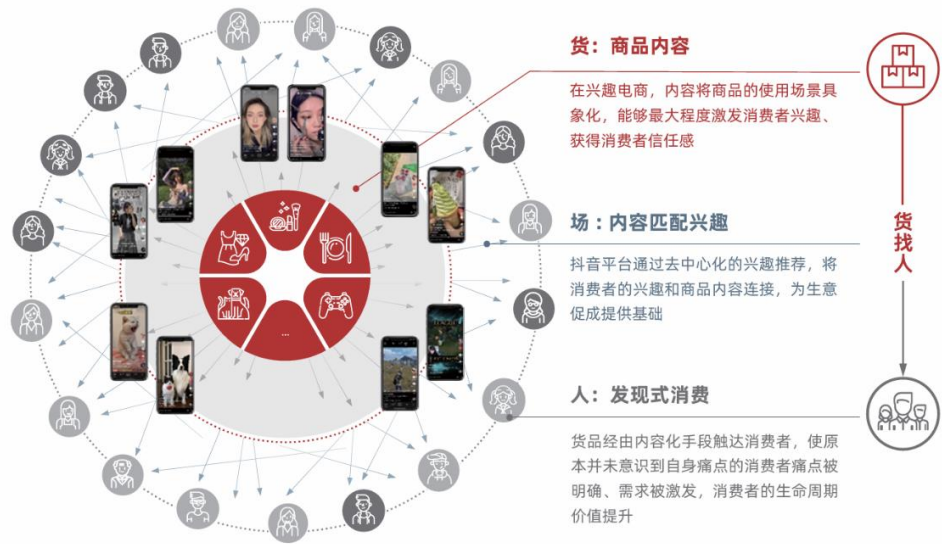 货：商品内容
在兴趣电商，内容将商品的使用场景具
象化，能够最大程度激发消费者兴趣、
获得消费者信任感
货找人
场：内容匹配兴趣
抖音平台通过去中心化的兴趣推荐，将
消费者的兴趣和商品内容连接，为生意
促成提供基础
人：发现式消费
货品经由内容化手段触达消费者，使原
本并未意识到自身痛点的消费者痛点被
明确、需求被激发，消费者的生命周期
价值提升
...